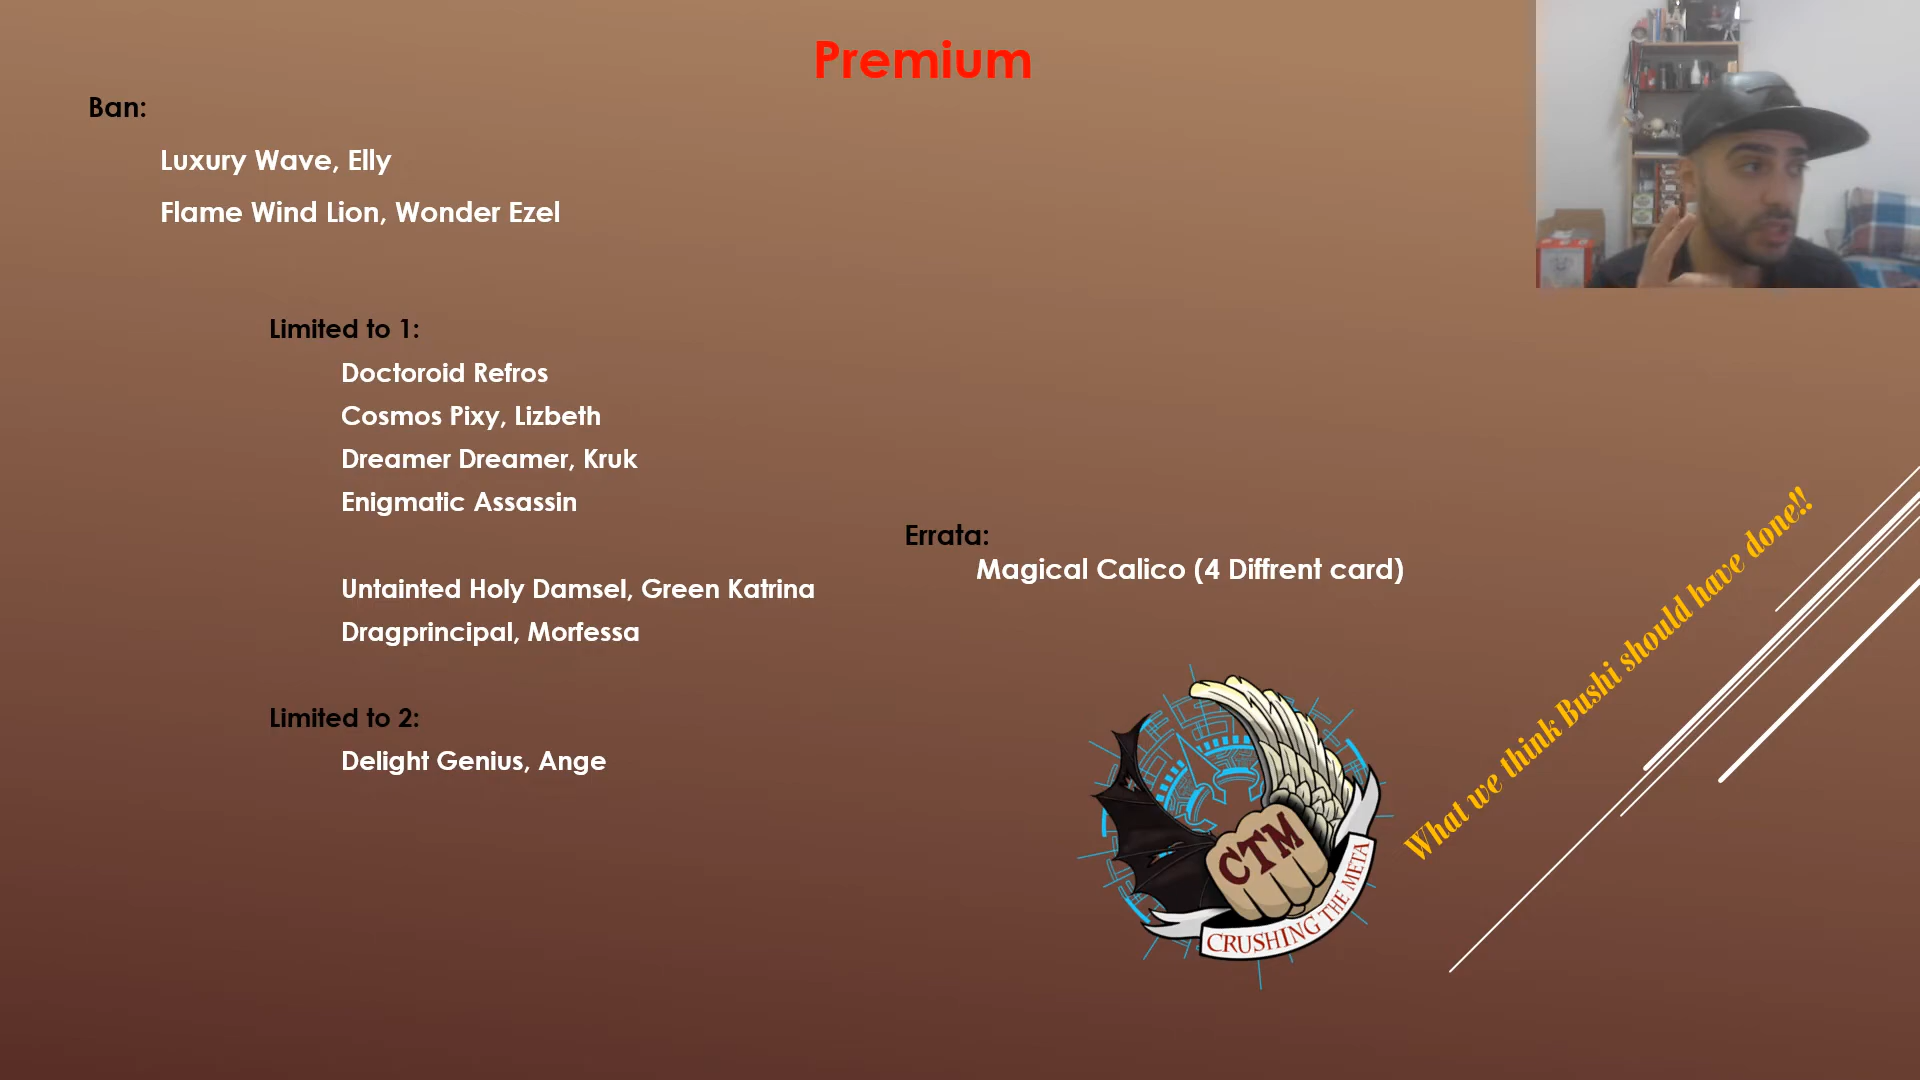 Premium
Ban:
Luxury Wave, Elly
Flame Wind Lion, Wonder Ezel
Limited to 1:
Doctoroid Refros
Cosmos Pixy, Lizbeth
Dreamer Dreamer, Kruk
Enigmatic Assassin
Untainted Holy Damsel, Green Katrina
Dragprincipal, Morfessa
Limited to 2:
Delight Genius, Ange
Errata:
Magical Calico (4 Diffrent card)
What we think Bushi should have done!!
CTM
CRUSHING THE META